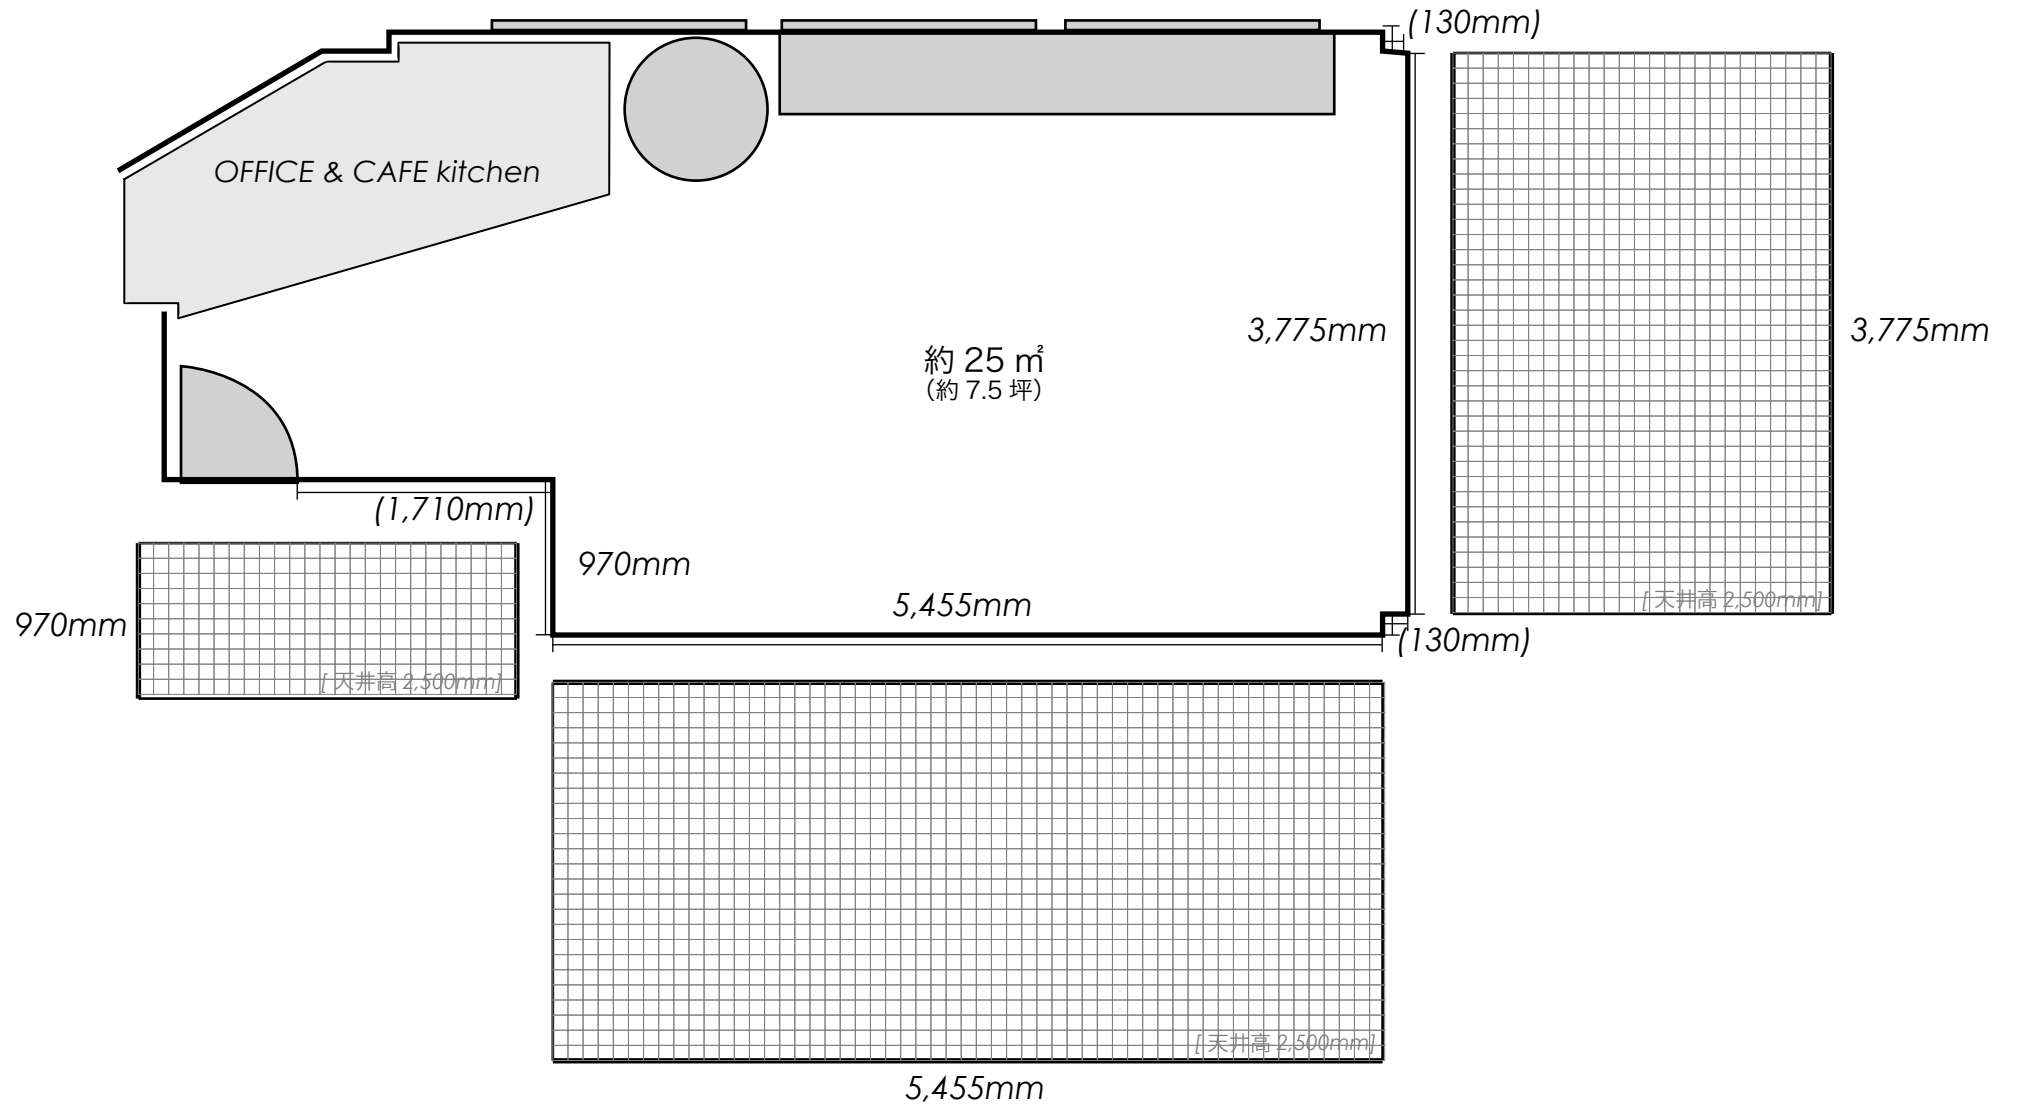 (130mm)
OFFICE & CAFE kitchen
3,775mm
3,775mm
約 25 ㎡
（約 7.5 坪）
(1,710mm)
970mm
5,455mm
[ 天井高 2,500mm]
970mm
(130mm)
[ 天井高 2,500mm]
[ 天井高 2,500mm]
5,455mm